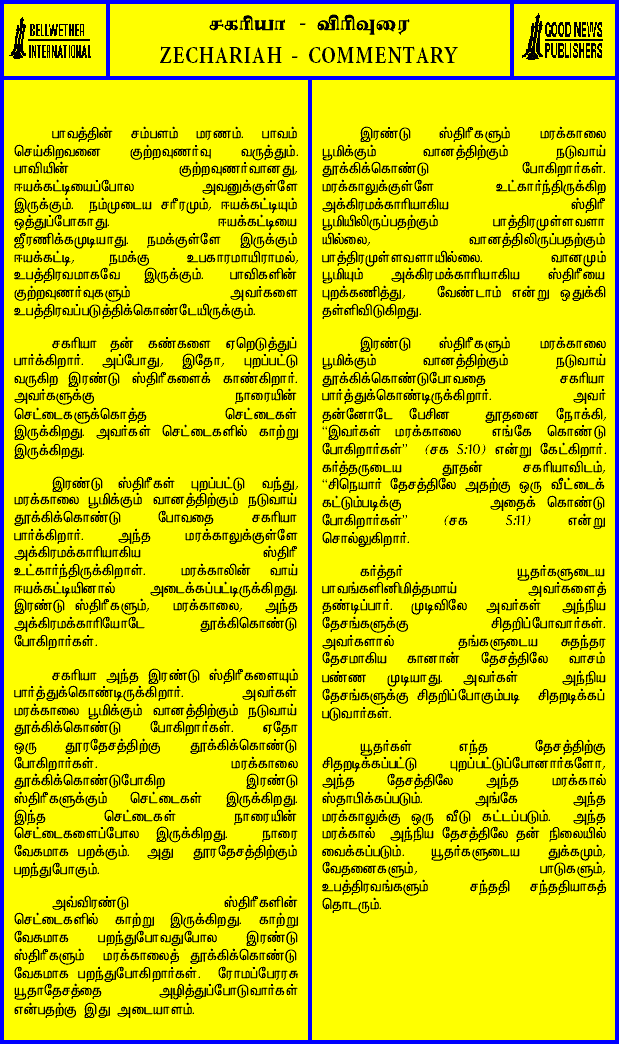 BELLWETHER
INTERNATIONAL
சகரியா - விரிவுரை
ZECHARIAH - COMMENTARY
GOOD NEWS
PUBLISHERS
பாவத்தின் சம்பளம் மரணம். பாவம்
செய்கிறவனை குற்றவுணர்வு வருத்தும்.
பாவியின் குற்றவுணர்வானது,
ஈயக்கட்டியைப்போல அவனுக்குள்ளே
இருக்கும். நம்முடைய சரீரமும், ஈயக்கட்டியும்
ஒத்துப்போகாது. ஈயக்கட்டியை
ஜீரணிக்கமுடியாது. நமக்குள்ளே இருக்கும்
ஈயக்கட்டி, நமக்கு உபகாரமாயிராமல்,
உபத்திரவமாகவே இருக்கும். பாவிகளின்
குற்றவுணர்வுகளும் அவர்களை
உபத்திரவப்படுத்திக்கொண்டேயிருக்கும்.
சகரியா தன் கண்களை ஏறெடுத்துப்
பார்க்கிறார். அப்போது, இதோ, புறப்பட்டு
வருகிற இரண்டு ஸ்திரீகளைக் காண்கிறார்.
அவர்களுக்கு நாரையின்
செட்டைகளுக்கொத்த செட்டைகள்
இருக்கிறது. அவர்கள் செட்டைகளில் காற்று
இருக்கிறது.
இரண்டு ஸ்திரீகள் புறப்பட்டு வந்து,
மரக்காலை பூமிக்கும் வானத்திற்கும் நடுவாய்
தூக்கிக்கொண்டு போவதை சகரியா
பார்க்கிறார். அந்த மரக்காலுக்குள்ளே
அக்கிரமக்காரியாகிய ஸ்திரீ
உட்கார்ந்திருக்கிறாள். மரக்காலின் வாய்
ஈயக்கட்டியினால் அடைக்கப்பட்டிருக்கிறது.
இரண்டு ஸ்திரீகளும், மரக்காலை, அந்த
அக்கிரமக்காரியோடே தூக்கிகொண்டு
போகிறார்கள்.
சகரியா அந்த இரண்டு ஸ்திரீகளையும்
பார்த்துக்கொண்டிருக்கிறார். அவர்கள்
மரக்காலை பூமிக்கும் வானத்திற்கும் நடுவாய்
தூக்கிக்கொண்டு போகிறார்கள். ஏதோ
ஒரு தூரதேசத்திற்கு தூக்கிக்கொண்டு
போகிறார்கள். மரக்காலை
தூக்கிக்கொண்டுபோகிற இரண்டு
ஸ்திரீகளுக்கும் செட்டைகள் இருக்கிறது.
இந்த செட்டைகள் நாரையின்
செட்டைகளைப்போல இருக்கிறது. நாரை
வேகமாக பறக்கும். அது தூரதேசத்திற்கும்
பறந்துபோகும்.
அவ்விரண்டு ஸ்திரீகளின்
செட்டைகளில் காற்று இருக்கிறது. காற்று
வேகமாக பறந்துபோவதுபோல இரண்டு
ஸ்திரீகளும் மரக்காலைத் தூக்கிக்கொண்டு
வேகமாக பறந்துபோகிறார்கள். ரோமப்பேரரசு
யூதாதேசத்தை அழித்துப்போடுவார்கள்
என்பதற்கு இது அடையாளம்.
இரண்டு ஸ்திரீகளும் மரக்காலை
பூமிக்கும் வானத்திற்கும் நடுவாய்
தூக்கிக்கொண்டு போகிறார்கள்.
மரக்காலுக்குள்ளே உட்கார்ந்திருக்கிற
அக்கிரமக்காரியாகிய ஸ்திரீ
பூமியிலிருப்பதற்கும் பாத்திரமுள்ளவளா
யில்லை, வானத்திலிருப்பதற்கும்
பாத்திரமுள்ளவளாயில்லை. வானமும்
பூமியும் அக்கிரமக்காரியாகிய ஸ்திரீயை
புறக்கணித்து, வேண்டாம் என்று ஒதுக்கி
தள்ளிவிடுகிறது.
இரண்டு ஸ்திரீகளும் மரக்காலை
பூமிக்கும் வானத்திற்கும் நடுவாய்
தூக்கிக்கொண்டுபோவதை சகரியா
பார்த்துக்கொண்டிருக்கிறார். அவர்
தன்னோடே பேசின தூதனை நோக்கி,
“இவர்கள் மரக்காலை எங்கே கொண்டு
போகிறார்கள்” (சக 5:10) என்று கேட்கிறார்.
கர்த்தருடைய தூதன் சகரியாவிடம்,
“சிநெயார் தேசத்திலே அதற்கு ஒரு வீட்டைக்
கட்டும்படிக்கு அதைக் கொண்டு
போகிறார்கள்” (சக 5:11) என்று
சொல்லுகிறார்.
கர்த்தர் யூதர்களுடைய
பாவங்களினிமித்தமாய் அவர்களைத்
தண்டிப்பார். முடிவிலே அவர்கள் அந்நிய
தேசங்களுக்கு சிதறிப்போவார்கள்.
அவர்களால் தங்களுடைய சுதந்தர
தேசமாகிய கானான் தேசத்திலே வாசம்
பண்ண முடியாது. அவர்கள் அந்நிய
தேசங்களுக்கு சிதறிப்போகும்படி சிதறடிக்கப்
படுவார்கள்.
யூதர்கள் எந்த தேசத்திற்கு
சிதறடிக்கப்பட்டு புறப்பட்டுப்போனார்களோ,
அந்த தேசத்திலே அந்த மரக்கால்
ஸ்தாபிக்கப்படும். அங்கே அந்த
மரக்காலுக்கு ஒரு வீடு கட்டப்படும். அந்த
மரக்கால் அந்நிய தேசத்திலே தன் நிலையில்
வைக்கப்படும். யூதர்களுடைய துக்கமும்,
வேதனைகளும், பாடுகளும்,
உபத்திரவங்களும் சந்ததி சந்ததியாகத்
தொடரும்.